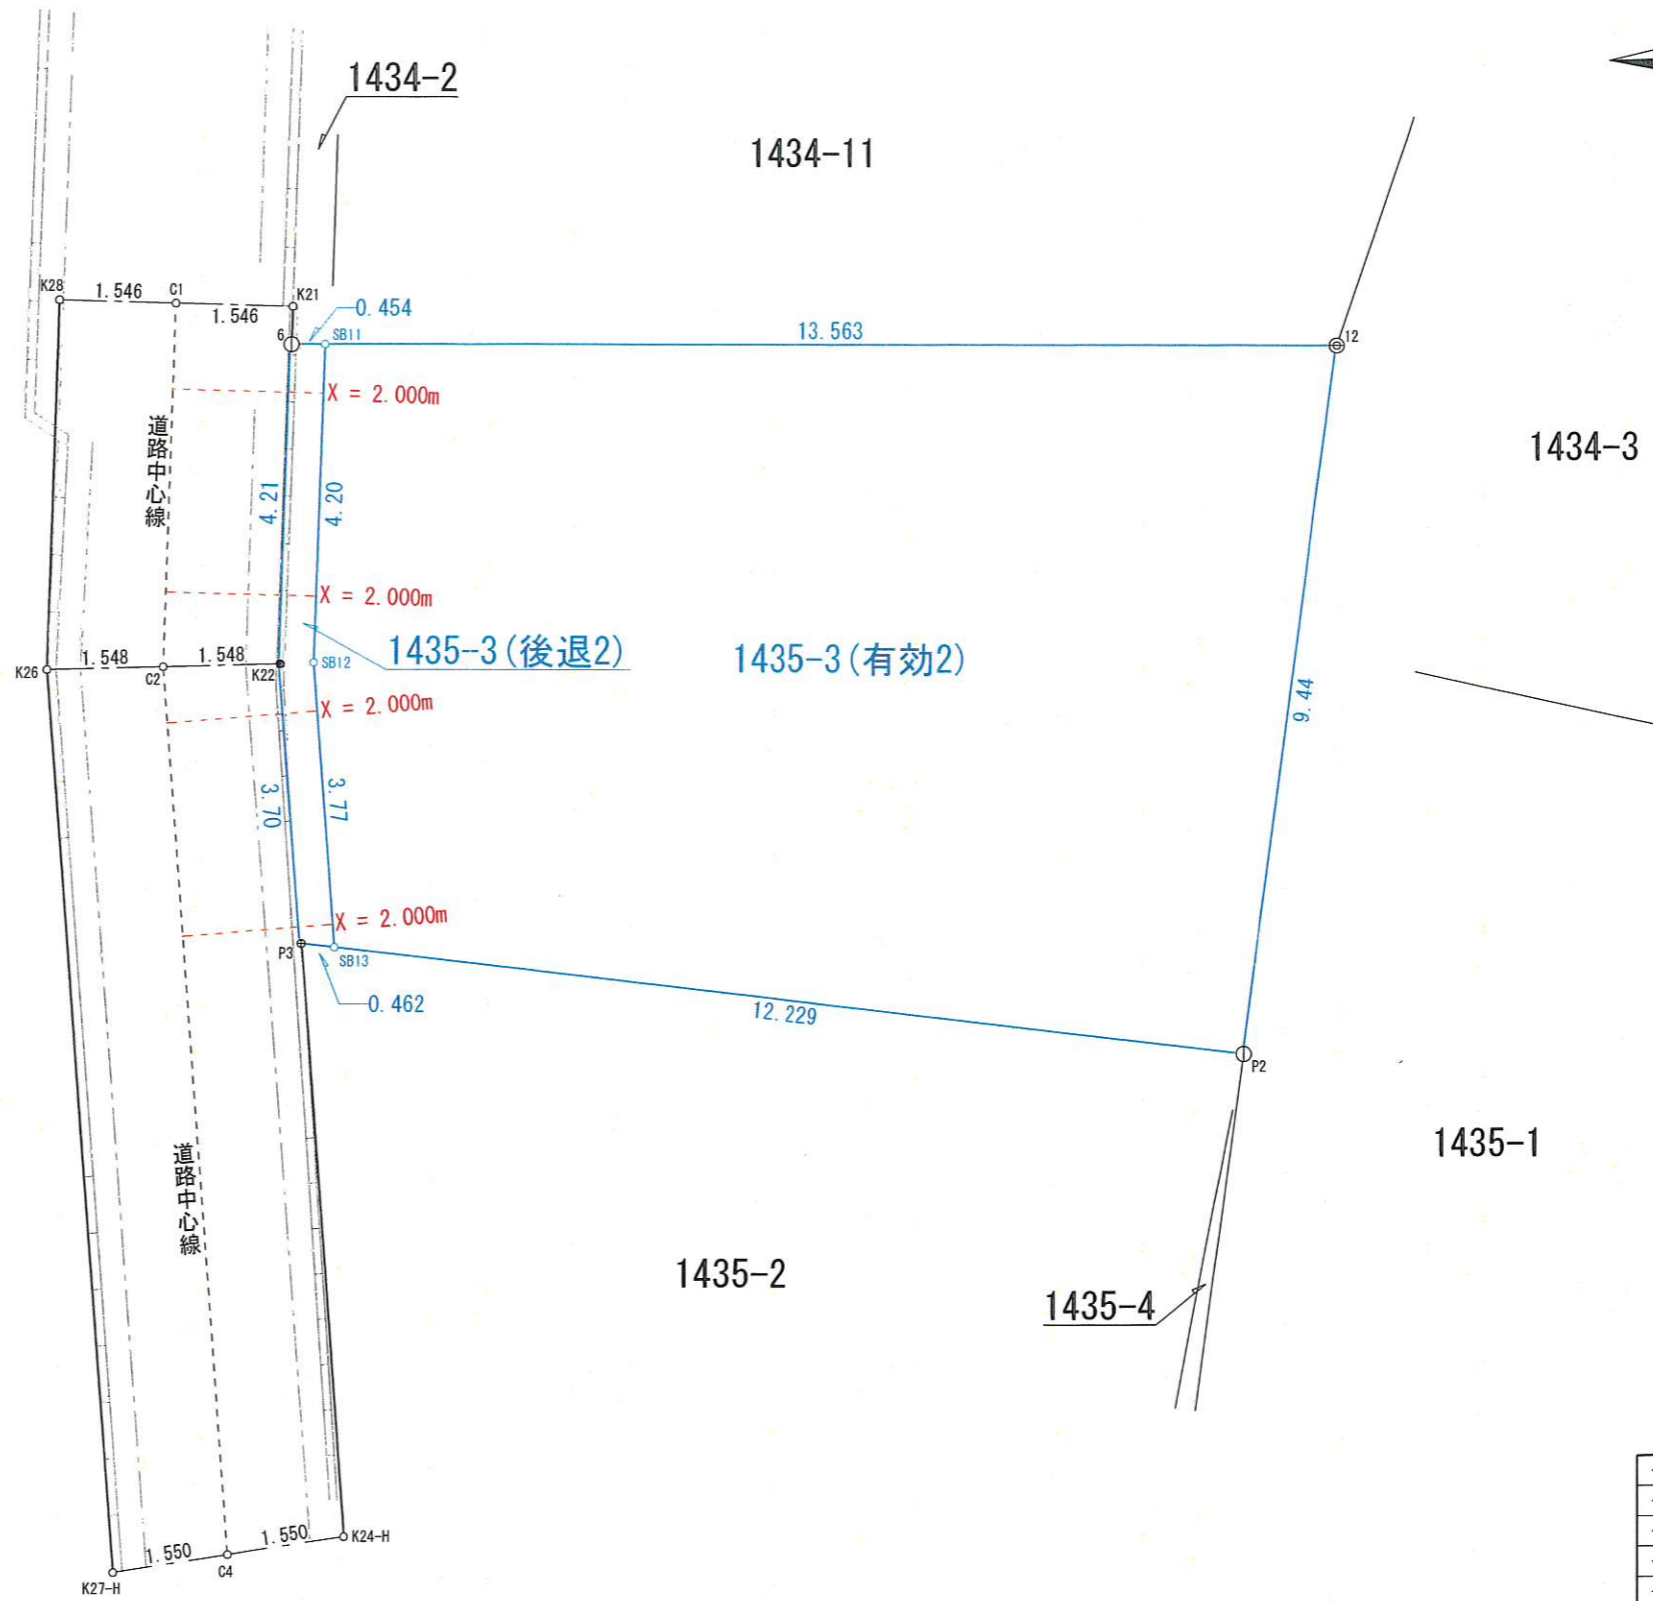 1434-2
1434-11
K28
1.546
C1
1.546
K21
0.454
6
SB11
13.563
12
X = 2.000m
道路中心線
1434-3
4.21
4.20
X = 2.000m
1435--3(後退2)
1435-3(有効2)
K26
1.548
C2
1.548
K22
SB12
X = 2.000m
9.44
3.70
3.77
X = 2.000m
P3
SB13
0.462
12.229
P2
道路中心線
1435-1
1435-2
1435-4
K27-H
1.550
C4
1.550
K24-H